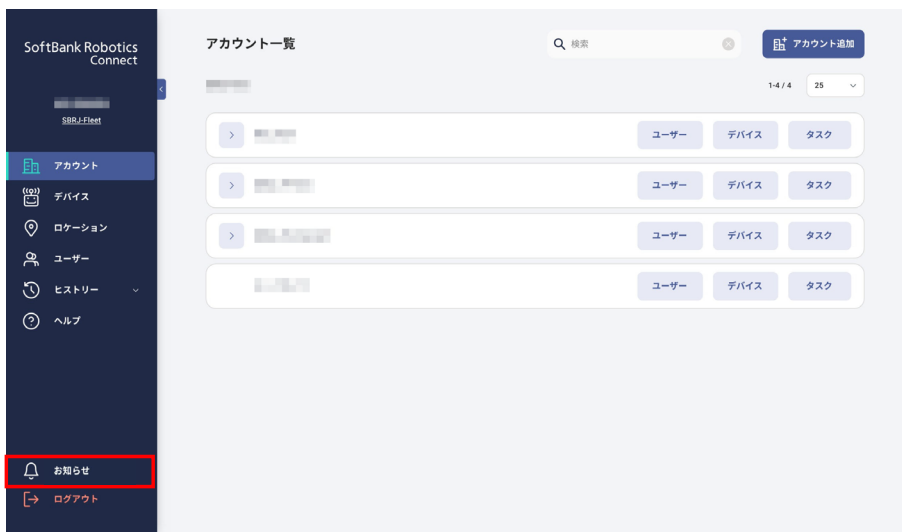 SoftBank Robotics
Connect
SBRJ-Fleet
アカウント
デバイス
ロケーション
ユーザー
ヒストリー
ヘルプ
お知らせ
ログアウト
アカウント一覧
検索
アカウント追加
1-4 / 4
25
ユーザー デバイス タスク
ユーザー デバイス タスク
ユーザー デバイス タスク
ユーザー デバイス タスク